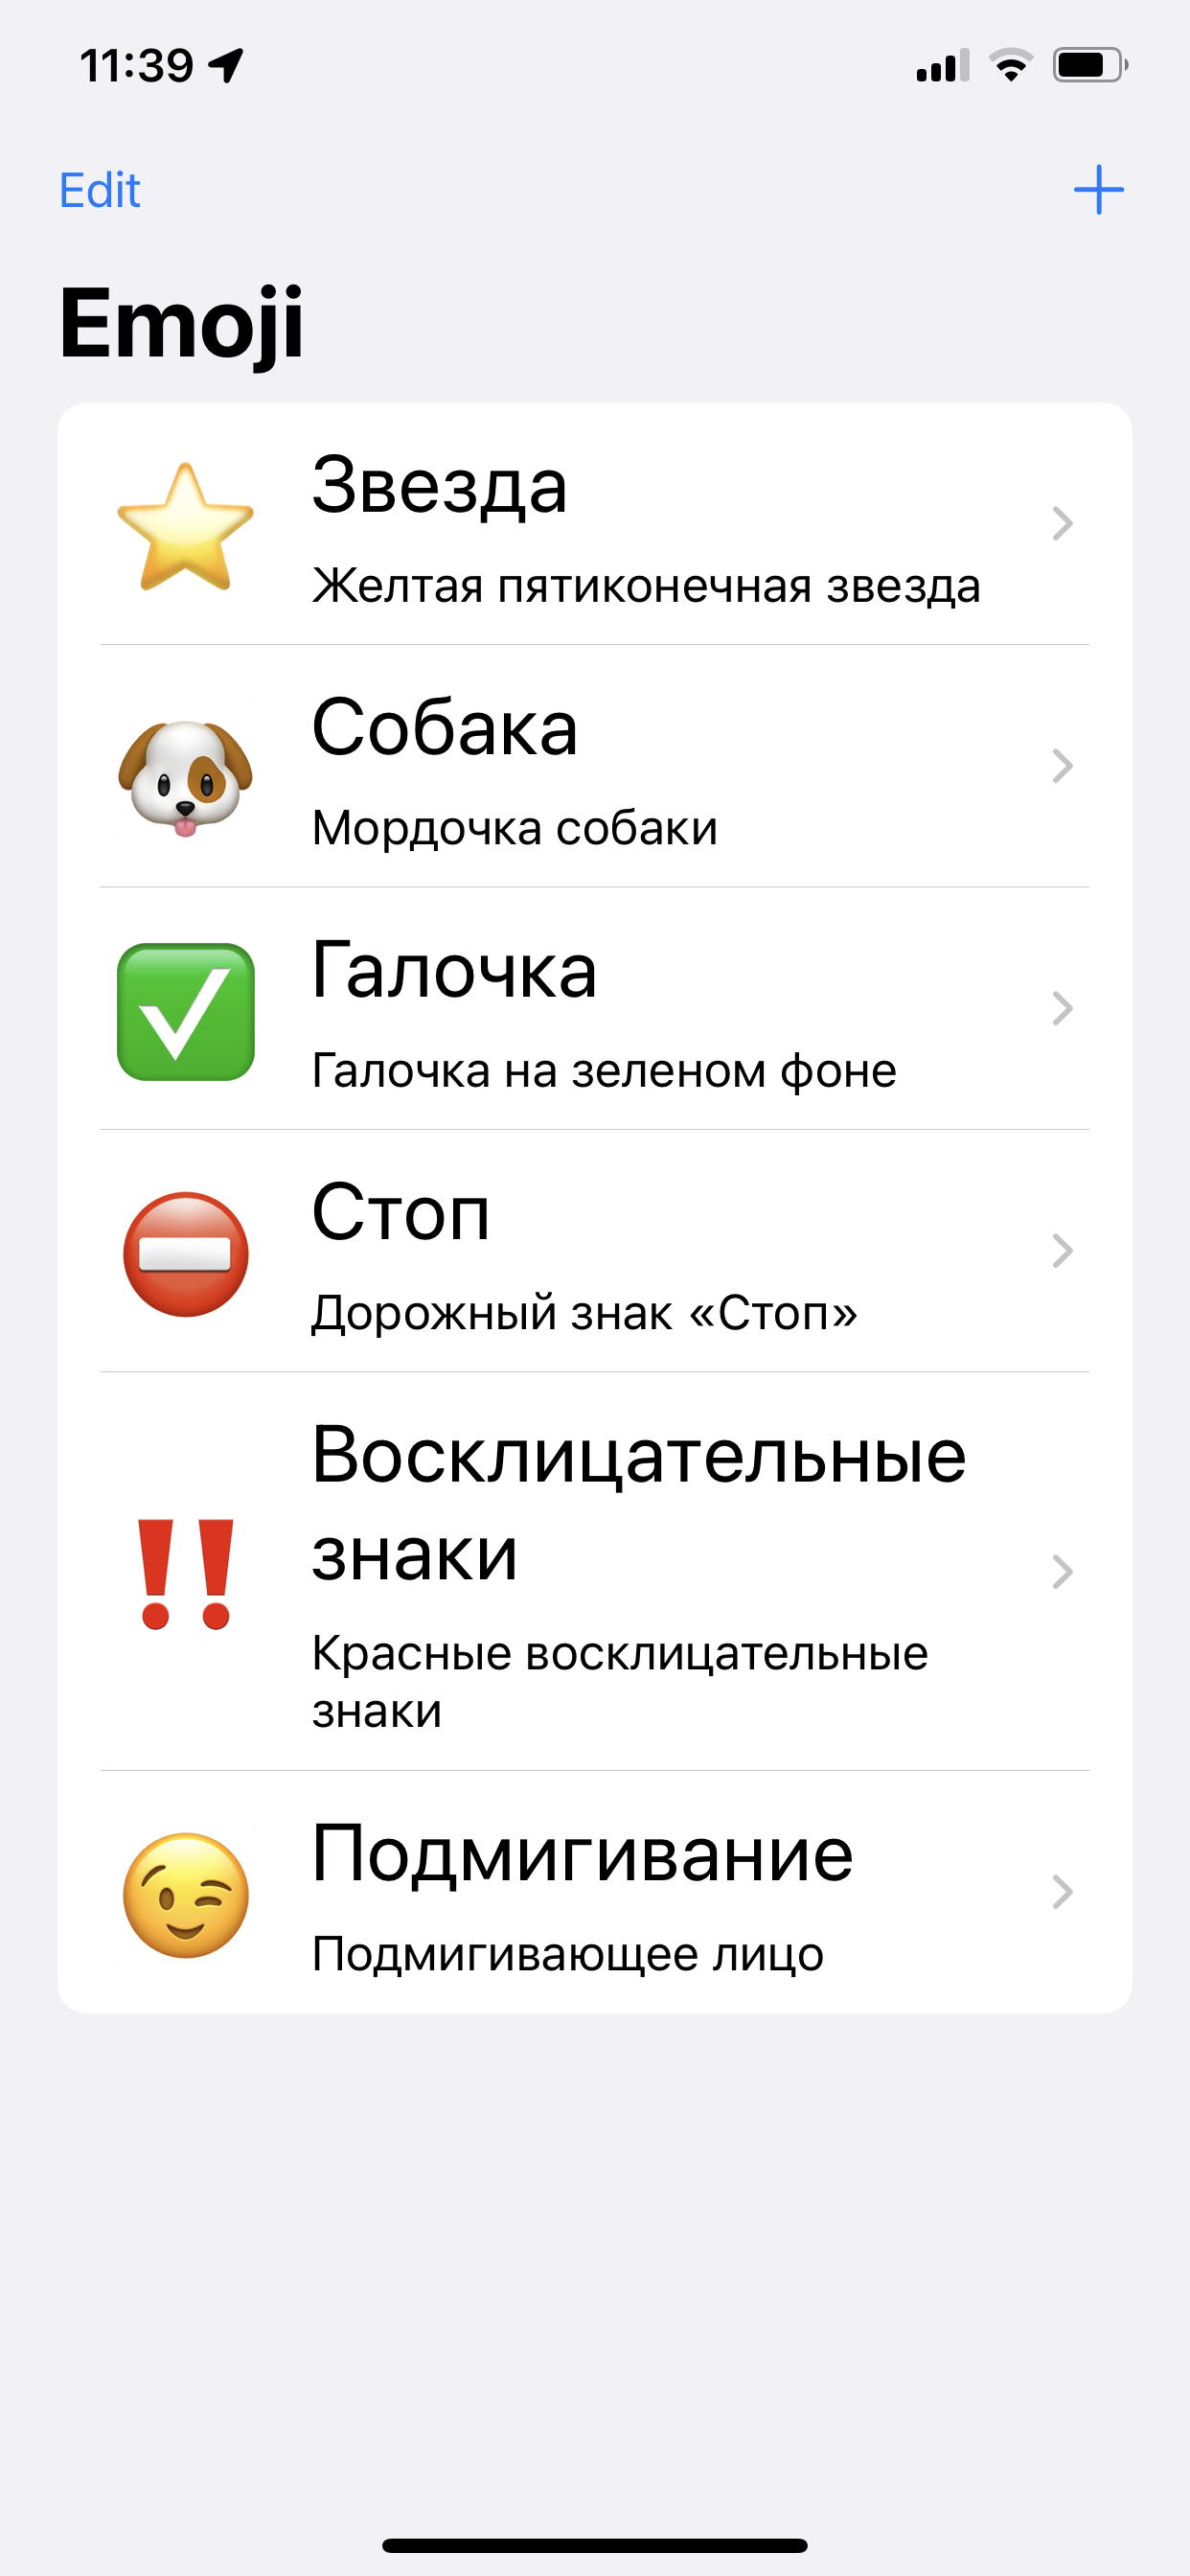 11:39
Edit
Emoji
Звезда
Желтая пятиконечная звезда
Собака
Мордочка собаки
Галочка
Галочка на зеленом фоне
Стоп
Дорожный знак «Стоп»
Восклицательные
знаки
Красные восклицательные
знаки
Подмигивание
Подмигивающее лицо